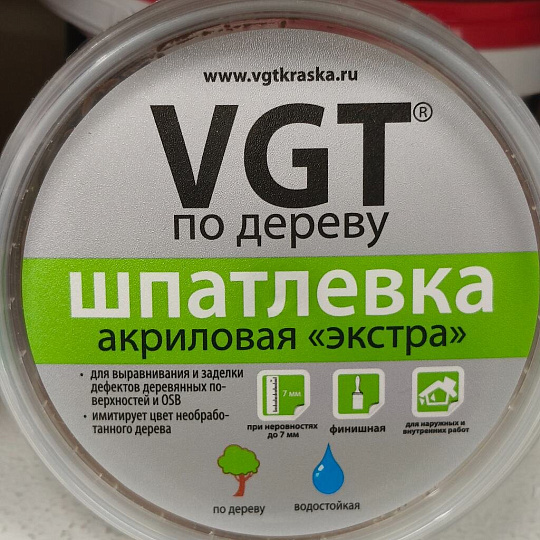 www.vgtkraska.ru
VGT®
по дереву
шпатлевка
акриловая «экстра»
• для выравнивания и заделки
дефектов деревянных по-
верхностей и OSB
• имитирует цвет необрабо-
танного дерева
7 мм
при неровностях
до 7 мм
финишная
для наружных и
внутренних работ
по дереву
водостойкая